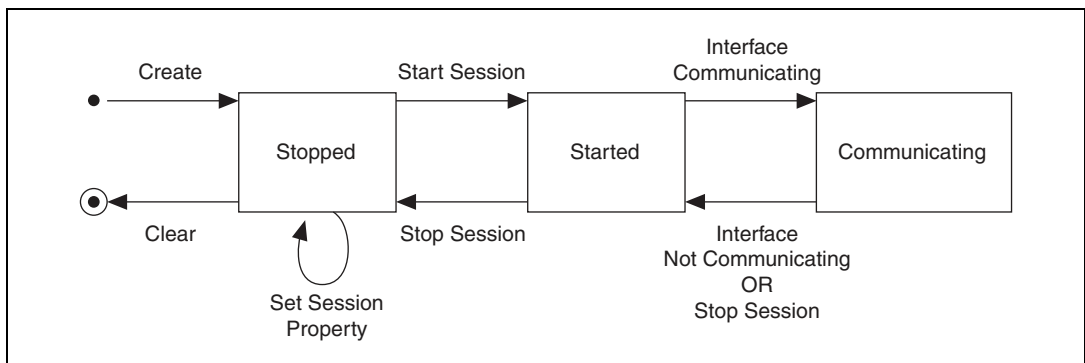 Create
Start Session
Interface
Communicating
Stopped
Started
Communicating
Clear
Stop Session
Interface
Not Communicating
OR
Stop Session
Set Session
Property